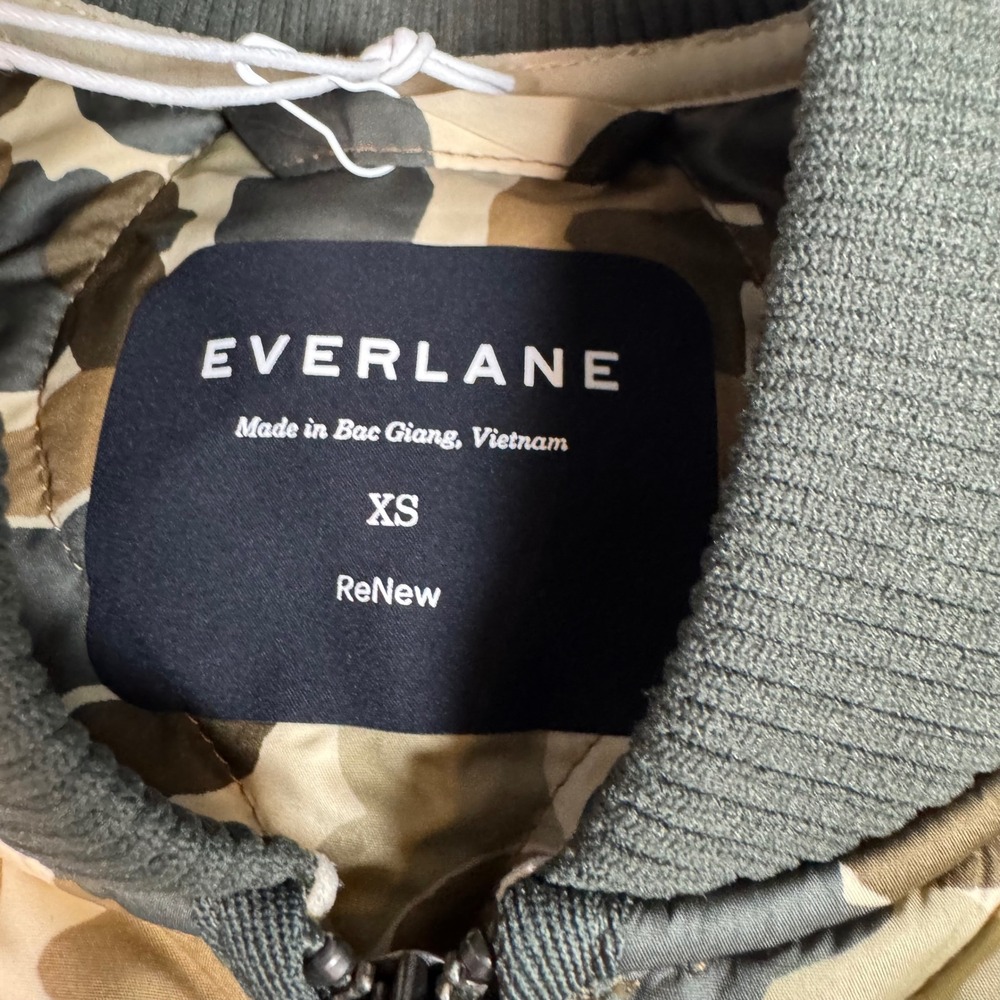 EVERLANE
Made in Bac Giang, Vietnam
XS
ReNew